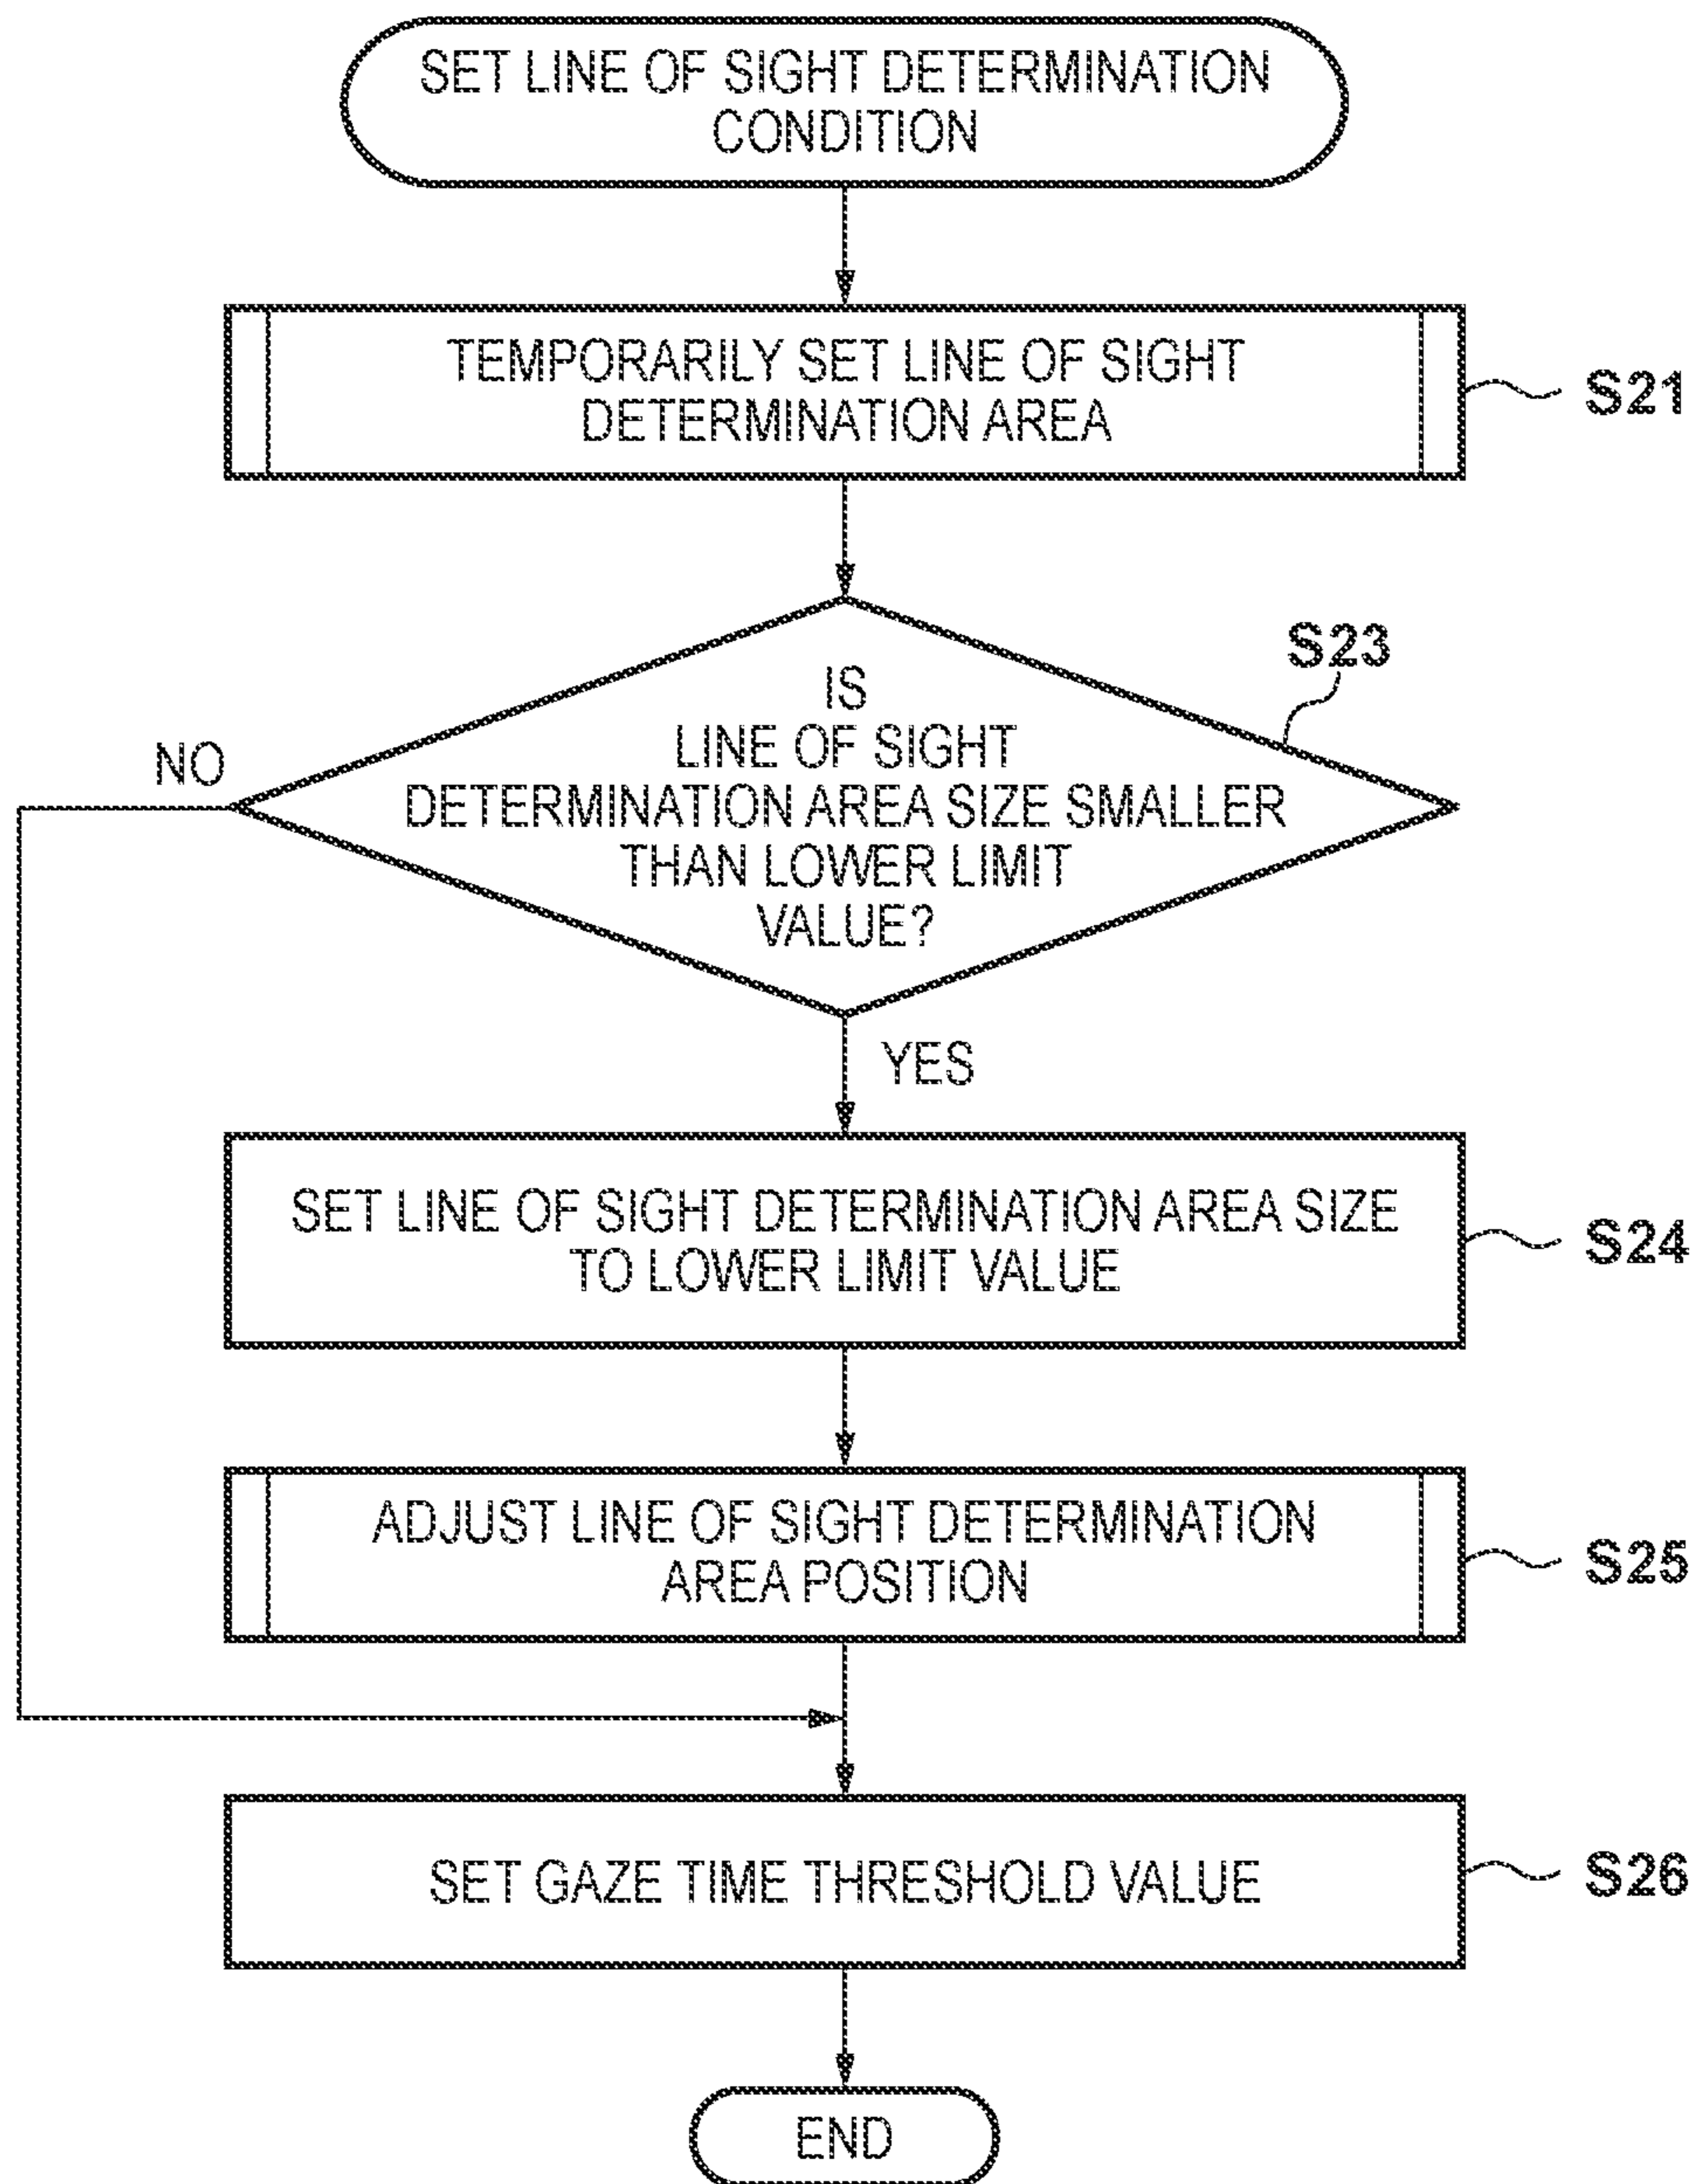 SET LINE OF SIGHT DETERMINATION
CONDITION
TEMPORARILY SET LINE OF SIGHT
DETERMINATION AREA
S21
S23
IS
LINE OF SIGHT
DETERMINATION AREA SIZE SMALLER
THAN LOWER LIMIT
VALUE?
NO
YES
SET LINE OF SIGHT DETERMINATION AREA SIZE
TO LOWER LIMIT VALUE
S24
ADJUST LINE OF SIGHT DETERMINATION
AREA POSITION
S25
SET GAZE TIME THRESHOLD VALUE
S26
END